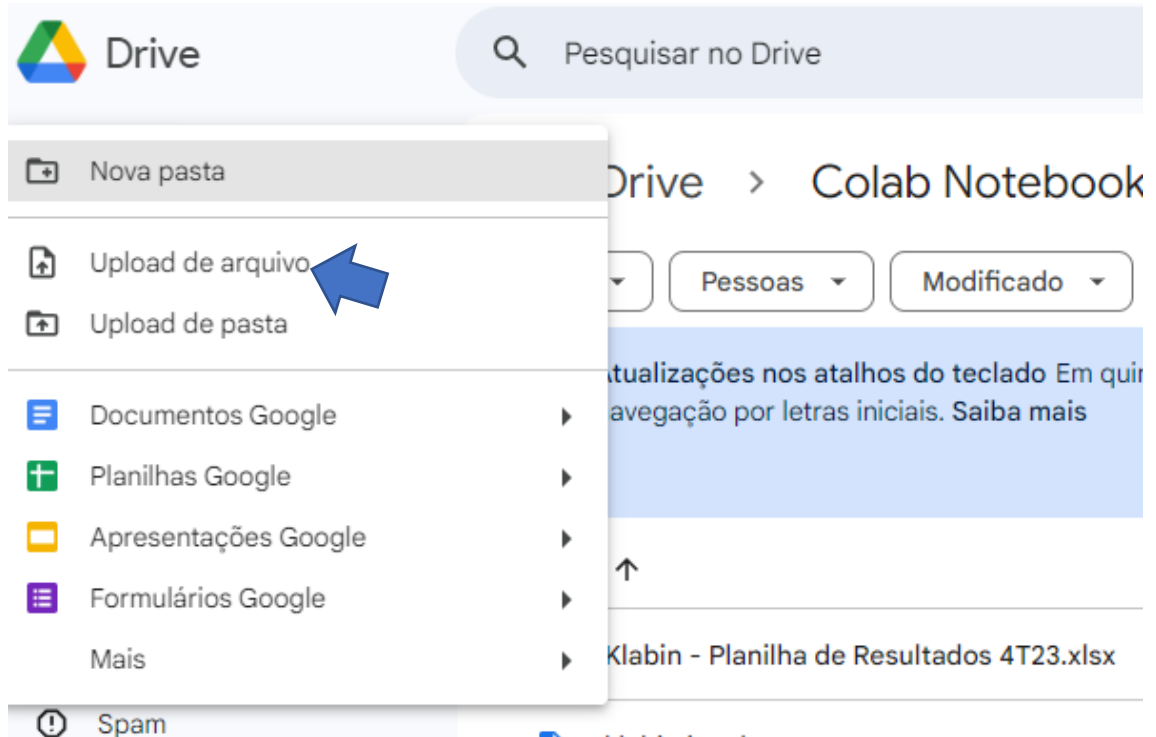 Drive
Pesquisar no Drive
Nova pasta
Upload de arquivo
Upload de pasta
Documentos Google
Planilhas Google
Apresentações Google
Formulários Google
Mais
Spam
Drive > Colab Notebook
Pessoas
Modificado
tualizações nos atalhos do teclado Em quin
avegação por letras iniciais. Saiba mais
Klabin - Planilha de Resultados 4T23.xlsx